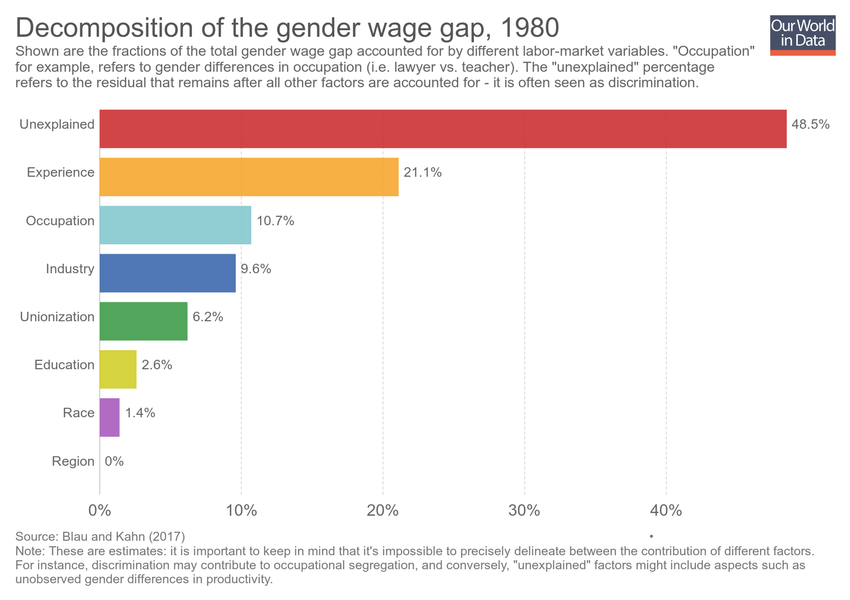 Decomposition of the gender wage gap, 1980
Our World
in Data
Shown are the fractions of the total gender wage gap accounted for by different labor-market variables. "Occupation"
for example, refers to gender differences in occupation (i.e. lawyer vs. teacher). The "unexplained" percentage
refers to the residual that remains after all other factors are accounted for - it is often seen as discrimination.
Unexplained 48.5%
Experience 21.1%
Occupation 10.7%
Industry 9.6%
Unionization 6.2%
Education 2.6%
Race 1.4%
Region 0%
0% 10% 20% 30% 40%
Source: Blau and Kahn (2017)
Note: These are estimates: it is important to keep in mind that it's impossible to precisely delineate between the contribution of different factors.
For instance, discrimination may contribute to occupational segregation, and conversely, "unexplained" factors might include aspects such as
unobserved gender differences in productivity.